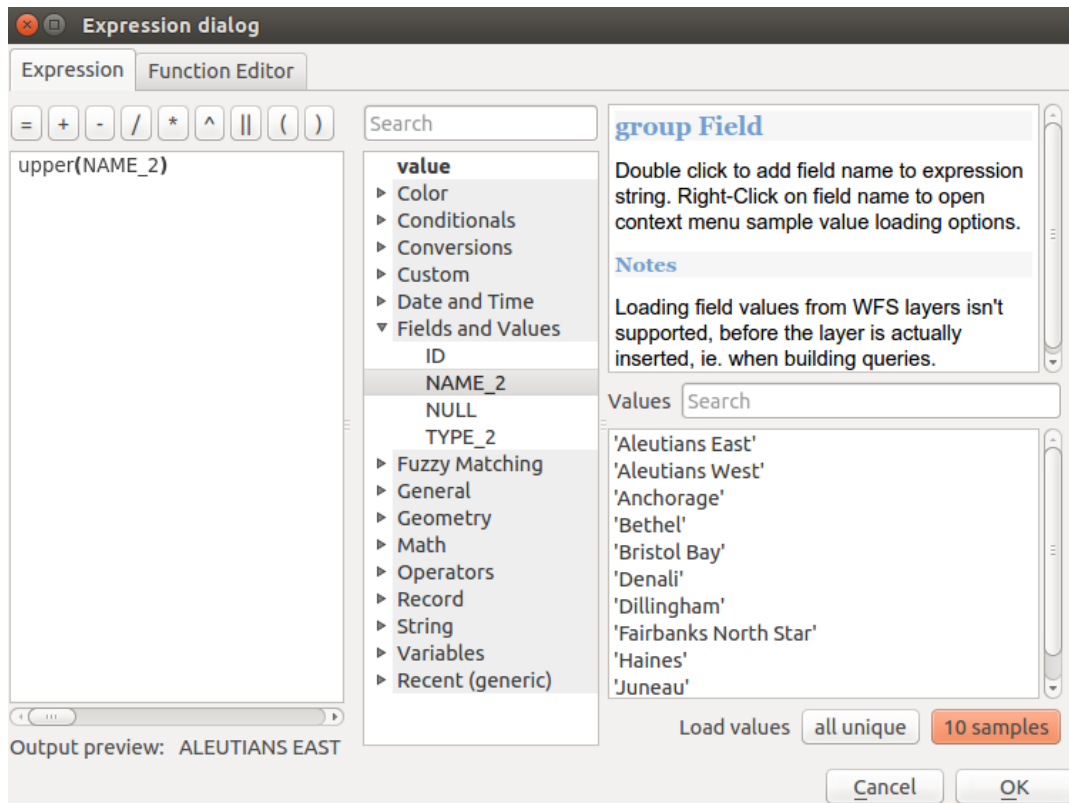 Expression dialog
Expression
Function Editor
= + - / * ^ || ( )
upper(NAME_2)
Output preview: ALEUTIANS EAST
Search
value
Color
Conditionals
Conversions
Custom
Date and Time
Fields and Values
ID
NAME_2
NULL
TYPE_2
Fuzzy Matching
General
Geometry
Math
Operators
Record
String
Variables
Recent (generic)
group Field
Double click to add field name to expression
string. Right-Click on field name to open
context menu sample value loading options.
Notes
Loading field values from WFS layers isn't
supported, before the layer is actually
inserted, ie. when building queries.
Values Search
'Aleutians East'
'Aleutians West'
'Anchorage'
'Bethel'
'Bristol Bay'
'Denali'
'Dillingham'
'Fairbanks North Star'
'Haines'
'Juneau'
Load values all unique 10 samples
Cancel OK